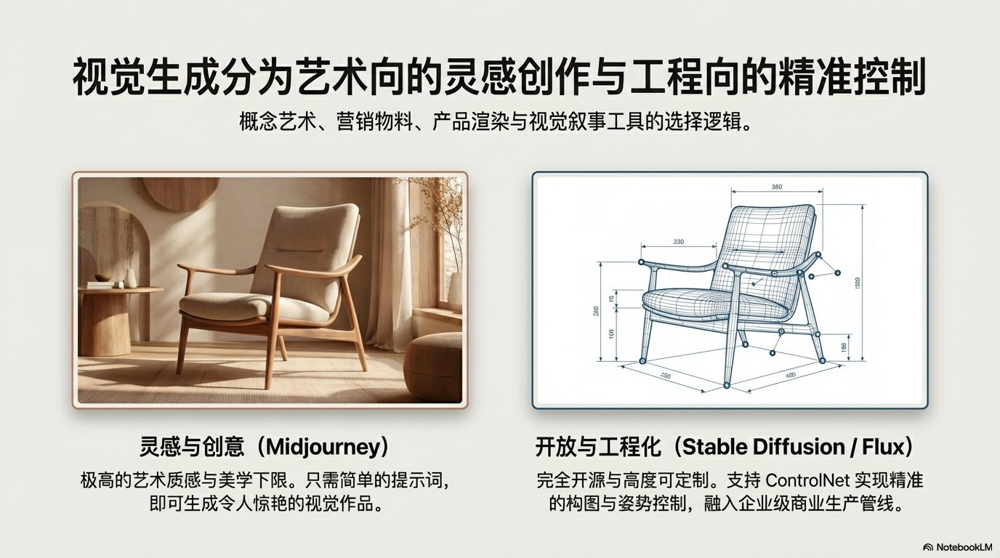 视觉生成分为艺术向的灵感创作与工程向的精准控制
概念艺术、营销物料、产品渲染与视觉叙事工具的选择逻辑。
380
230
灵感与创意（Midjourney）
极高的艺术质感与美学下限。只需简单的提示词，
即可生成令人惊艳的视觉作品。
开放与工程化（Stable Diffusion / Flux）
完全开源与高度可定制。支持 ControlNet 实现精准
的构图与姿势控制，融入企业级商业生产管线。
NotebookLM